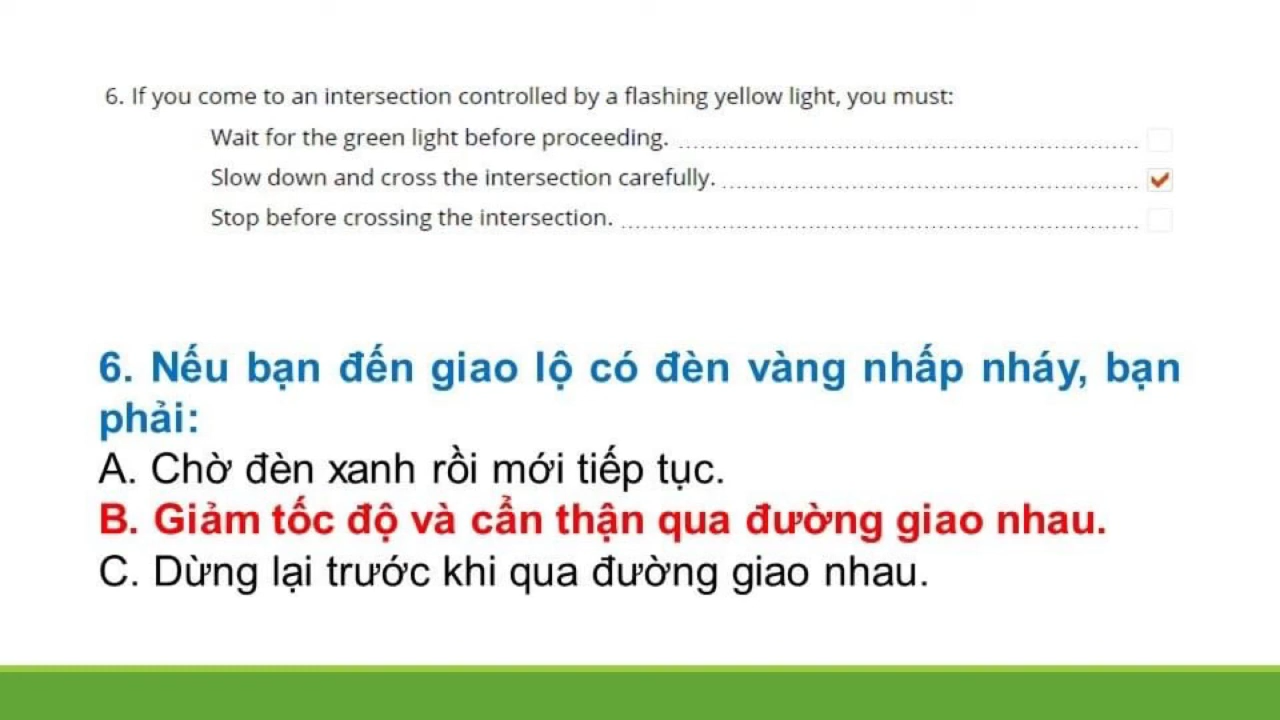 6. If you come to an intersection controlled by a flashing yellow light, you must:
Wait for the green light before proceeding.
Slow down and cross the intersection carefully.
Stop before crossing the intersection.
6. Nếu bạn đến giao lộ có đèn vàng nhấp nháy, bạn
phải:
A. Chờ đèn xanh rồi mới tiếp tục.
B. Giảm tốc độ và cẩn thận qua đường giao nhau.
C. Dừng lại trước khi qua đường giao nhau.